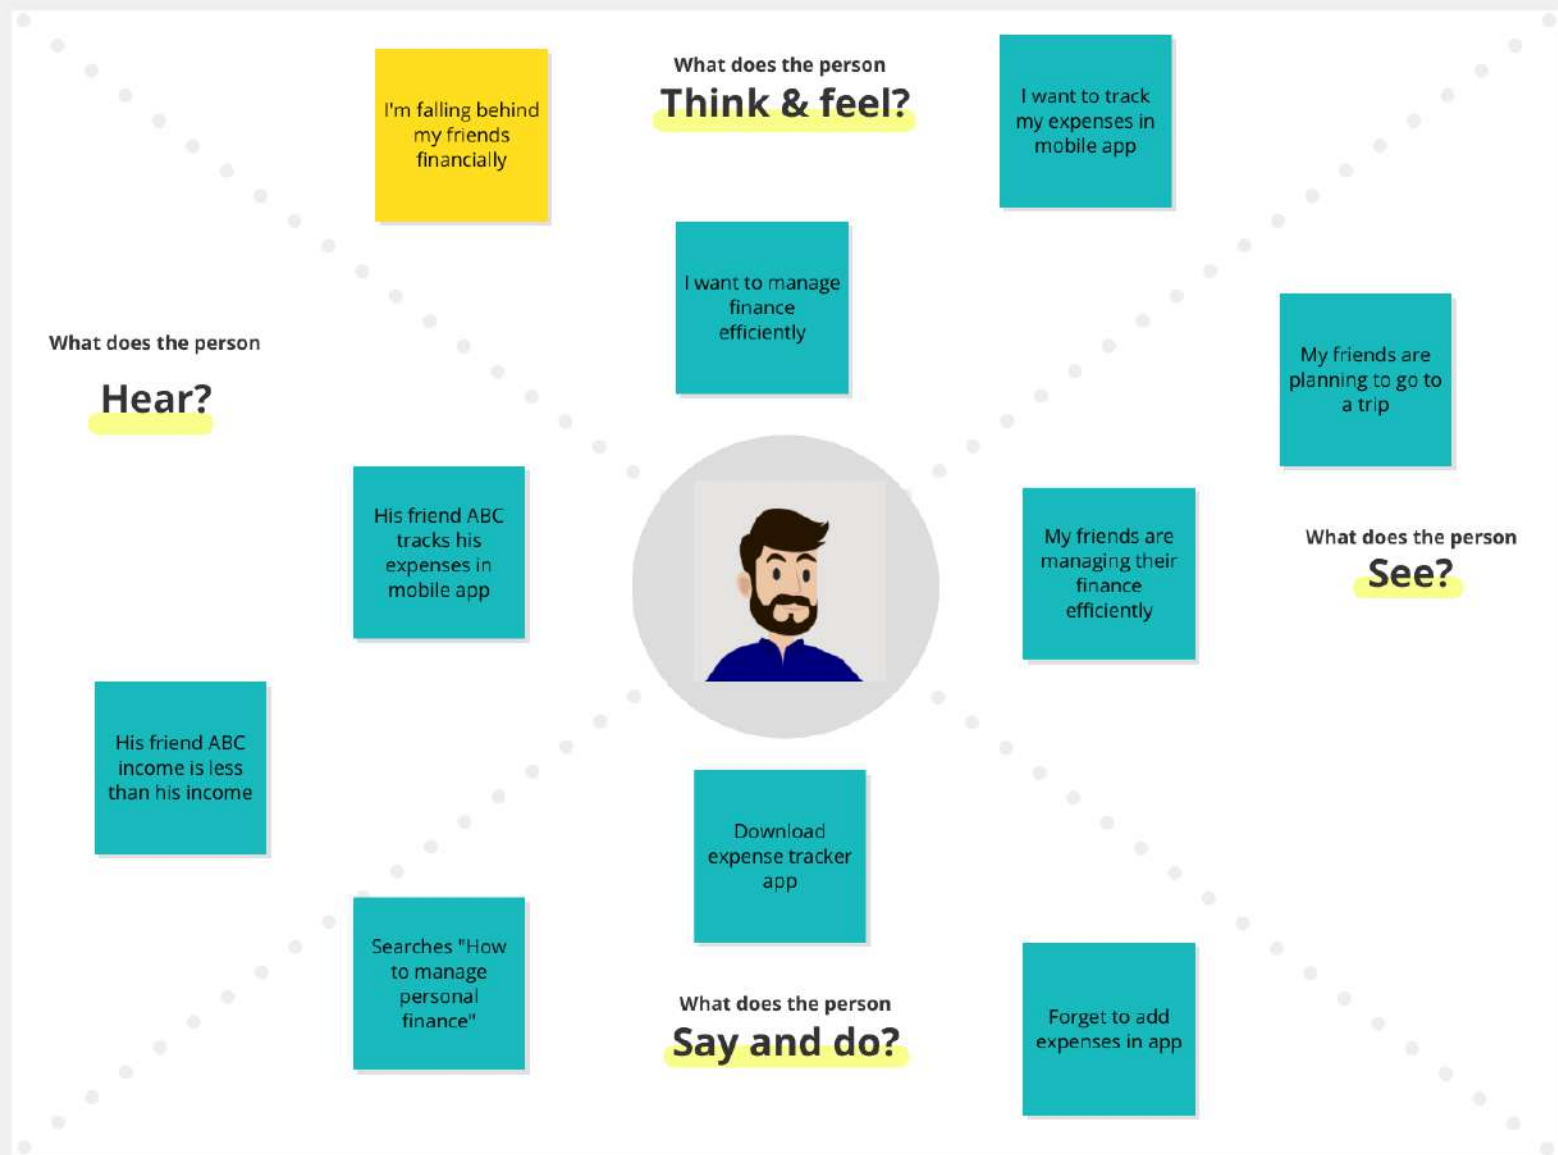 What does the person
Think & feel?
I'm falling behind
my friends
financially
I want to track
my expenses in
mobile app
I want to manage
finance
efficiently
What does the person
Hear?
His friend ABC
tracks his
expenses in
mobile app
His friend ABC
income is less
than his income
My friends are
planning to go to
a trip
What does the person
See?
My friends are
managing their
finance
efficiently
Download
expense tracker
app
Searches "How
to manage
personal
finance"
What does the person
Say and do?
Forget to add
expenses in app